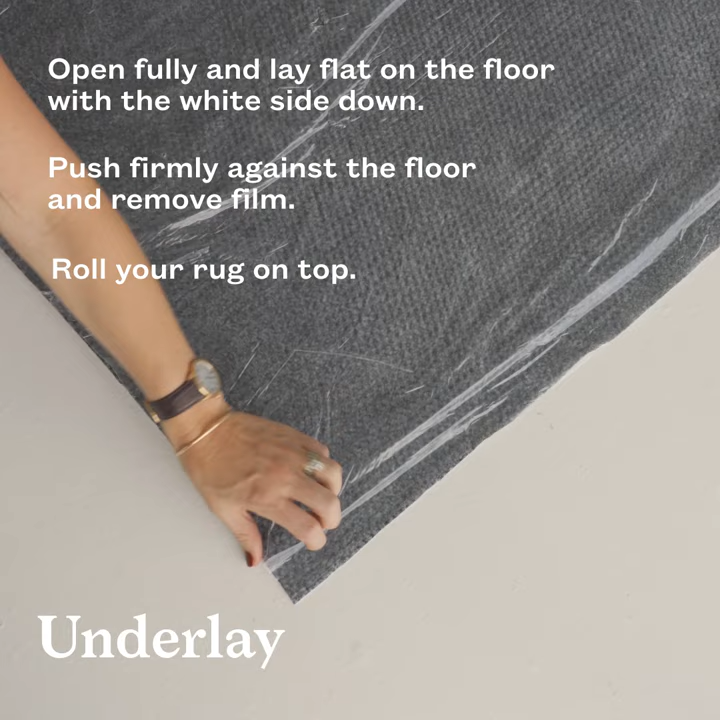 Open fully and lay flat on the floor
with the white side down.
Push firmly against the floor
and remove film.
Roll your rug on top.
Underlay